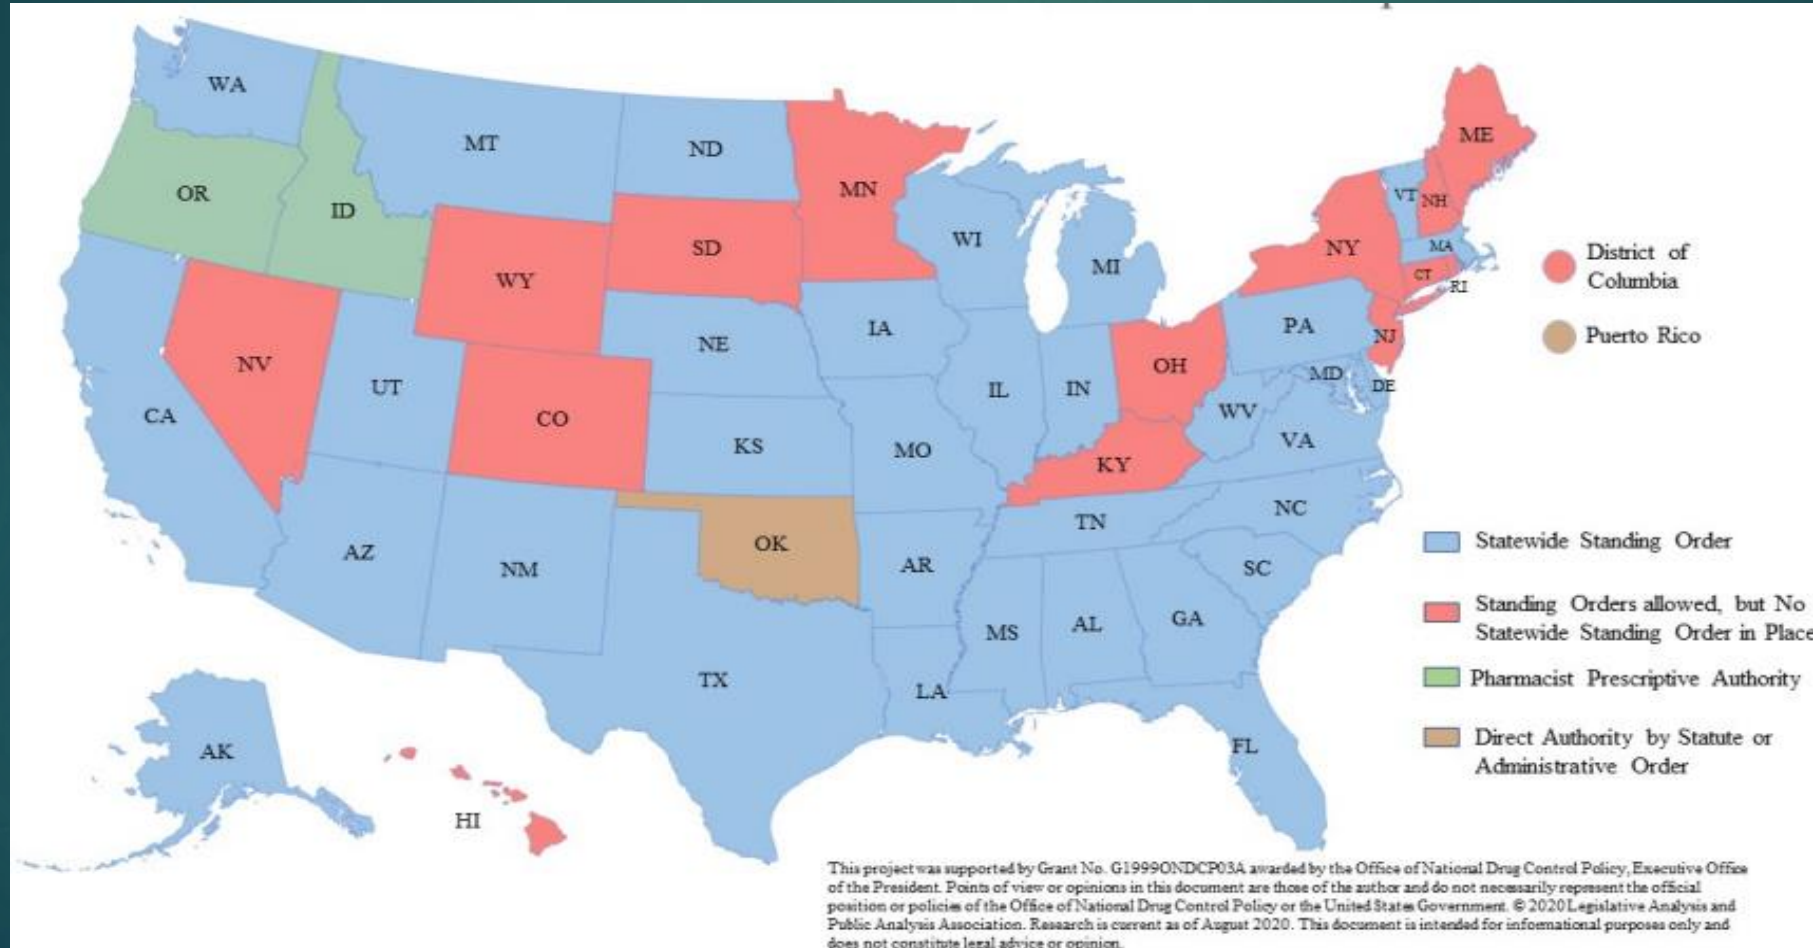 WA
MT
ND
MN
ME
OR
ID
VT
NH
SD
WI
NY
MA
WY
MI
CT
RI
District of
Columbia
IA
PA
NJ
Puerto Rico
NE
NV
OH
UT
IL
IN
MD
DE
CA
CO
WV
KS
MO
VA
KY
NC
TN
AZ
OK
NM
AR
SC
Statewide Standing Order
MS
AL
GA
Standing Orders allowed, but No
Statewide Standing Order in Place
TX
LA
Pharmacist Prescriptive Authority
AK
FL
Direct Authority by Statute or
Administrative Order
HI
This project was supported by Grant No. G1999ONDCP03A awarded by the Office of National Drug Control Policy, Executive Office
of the President. Points of view or opinions in this document are those of the author and do not necessarily represent the official
position or policies of the Office of National Drug Control Policy or the United States Government. © 2020 Legislative Analysis and
Public Analysis Association. Research is current as of August 2020. This document is intended for informational purposes only and
does not constitute legal advice or opinion.